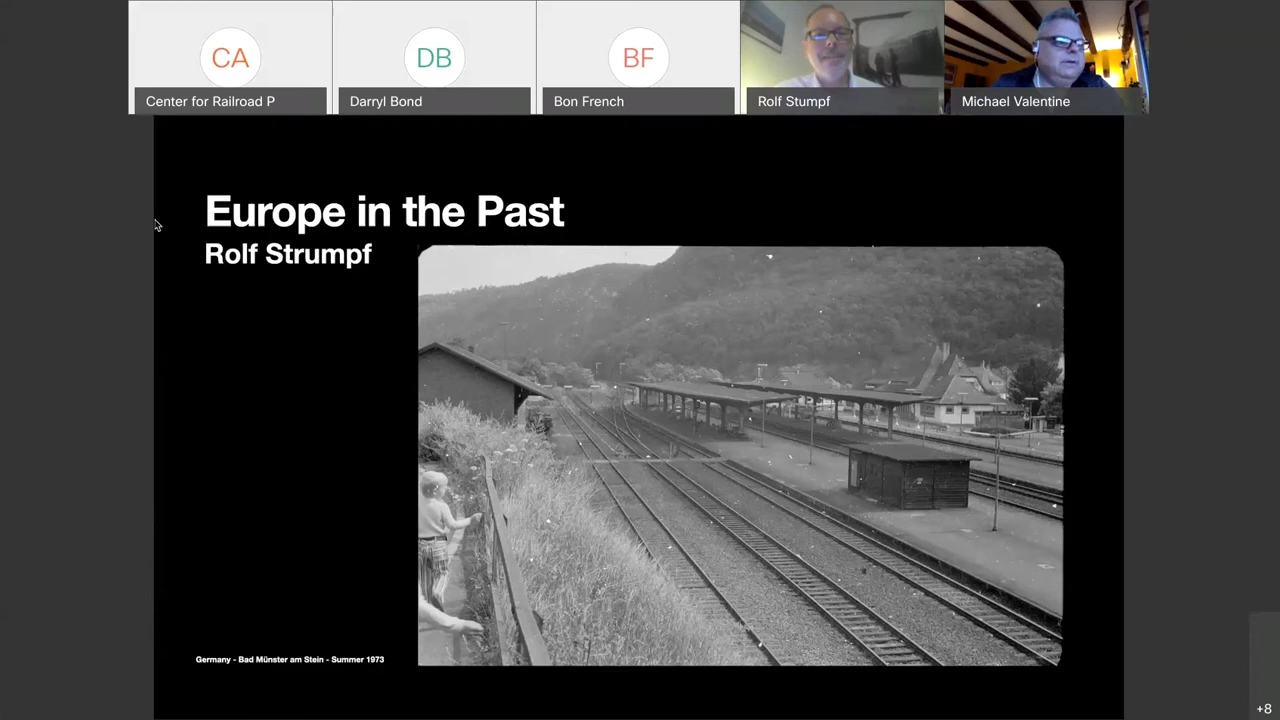 CA
DB
BF
Center for Railroad P
Darryl Bond
Bon French
Rolf Stumpf
Michael Valentine
Europe in the Past
Rolf Strumpf
Germany - Bad Münster am Stein - Summer 1973
+8